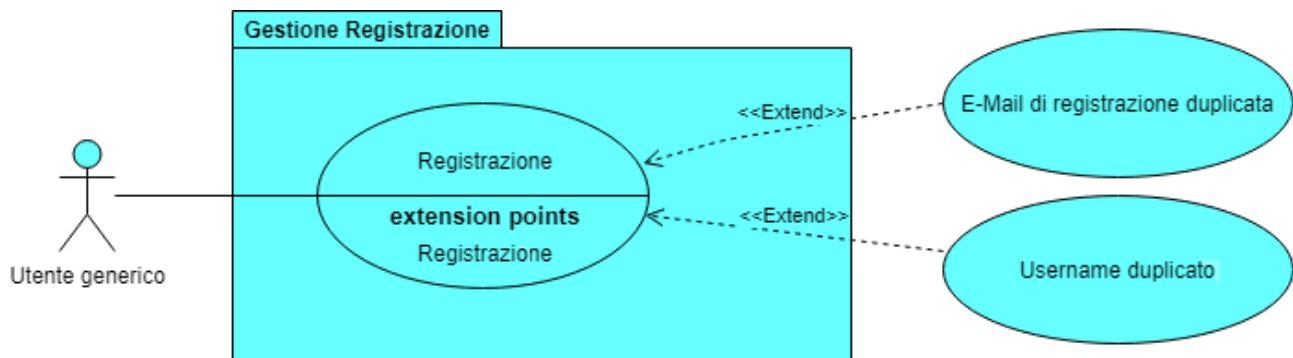 Gestione Registrazione
<<Extend>>
E-Mail di registrazione duplicata
Registrazione
extension points
Registrazione
<<Extend>>
Username duplicato
Utente generico